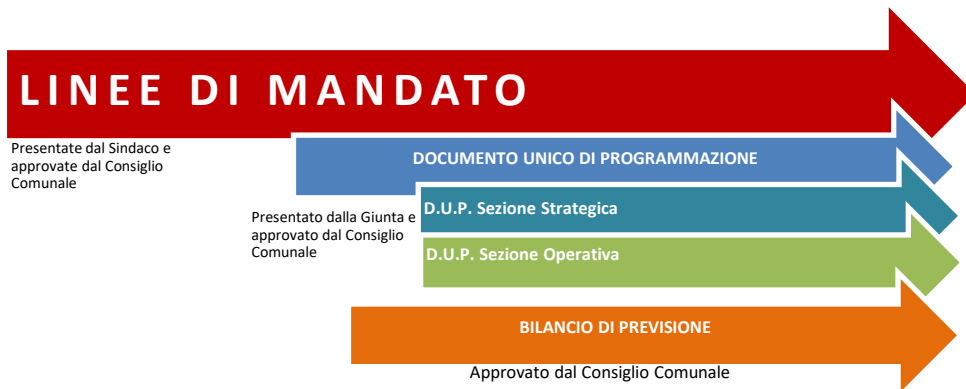 LINEE DI MANDATO
Presentate dal Sindaco e
approvate dal Consiglio
Comunale
DOCUMENTO UNICO DI PROGRAMMAZIONE
Presentato dalla Giunta e
approvato dal Consiglio
Comunale
D.U.P. Sezione Strategica
D.U.P. Sezione Operativa
BILANCIO DI PREVISIONE
Approvato dal Consiglio Comunale